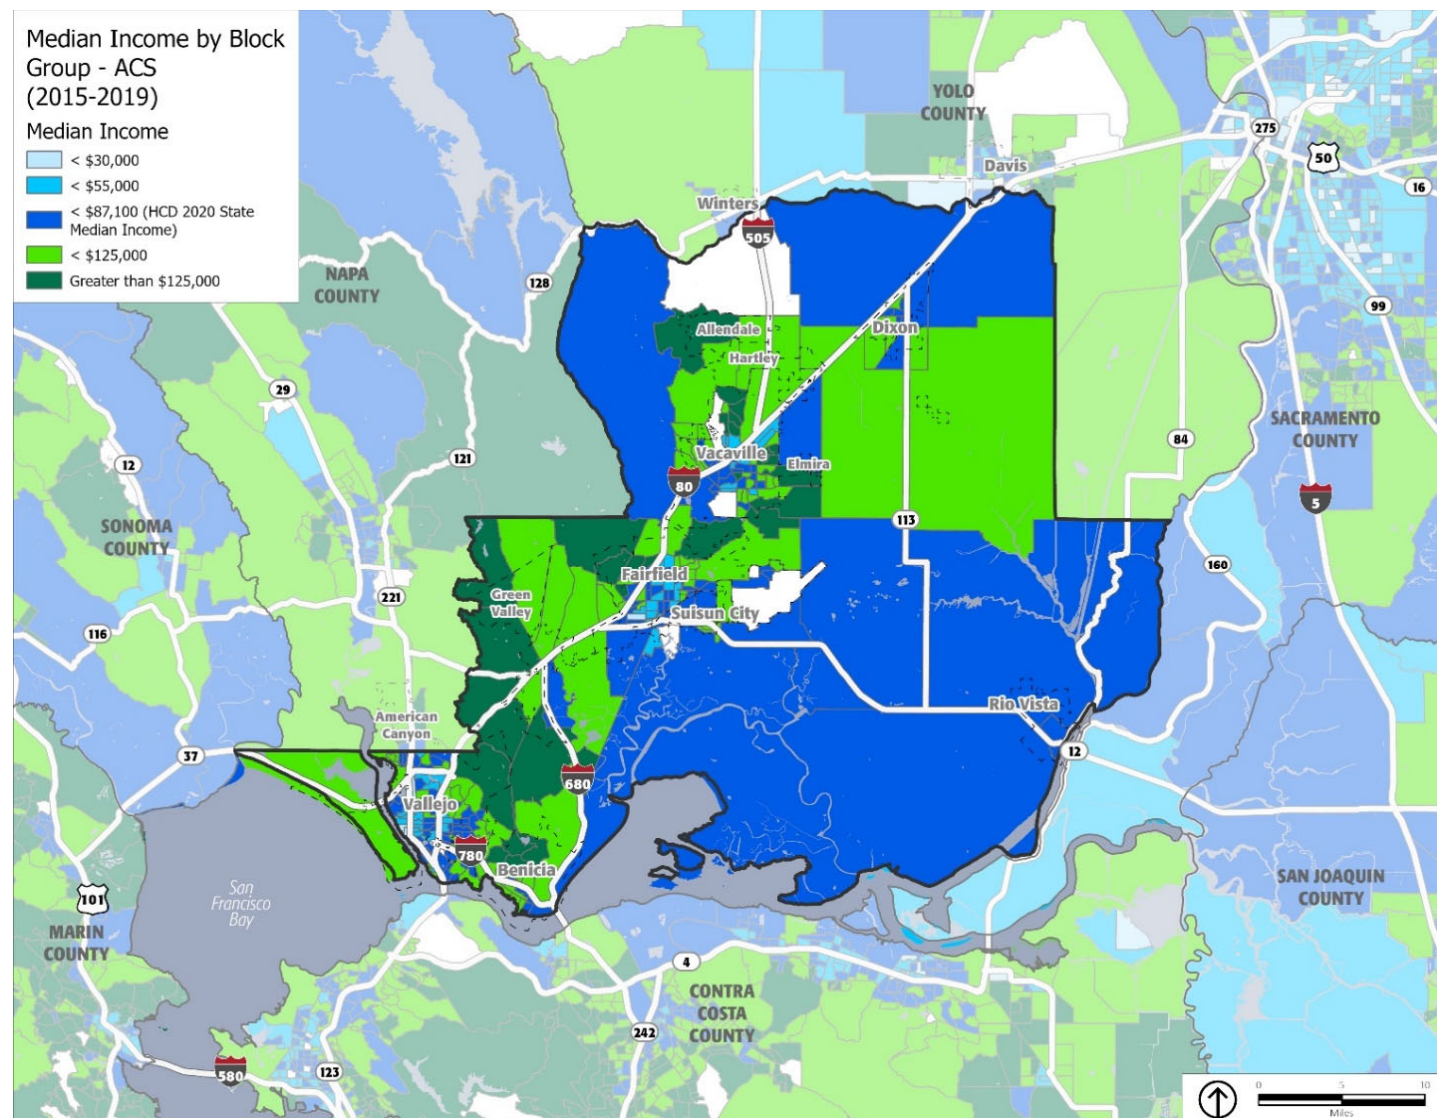 Median Income by Block
Group - ACS
(2015-2019)
Median Income
< $30,000
< $55,000
< $87,100 (HCD 2020 State
Median Income)
< $125,000
Greater than $125,000
YOLO
COUNTY
275
50
Davis
16
Winters
505
NAPA
COUNTY
128
99
Allendale
Dixon
Hartley
29
SACRAMENTO
COUNTY
84
12
121
Vacaville
Elmira
80
5
SONOMA
COUNTY
113
160
Fairfield
Green
Valley
221
Suisun City
116
Rio Vista
American
Canyon
37
12
680
Vallejo
780
Benicia
San
Francisco
Bay
101
SAN JOAQUIN
COUNTY
MARIN
COUNTY
4
CONTRA
COSTA
COUNTY
242
580
123
0 5 10
Miles